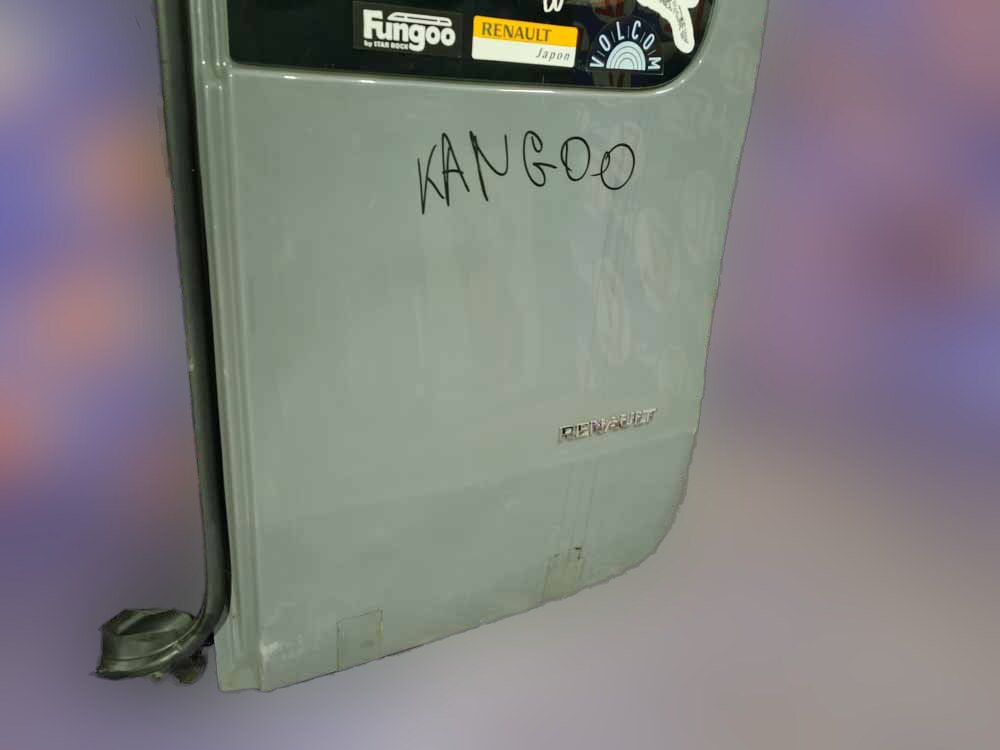 Fungoo
by STAR ROCK
RENAULT
Japon
VOLCOM
KANGOO
RENAULT